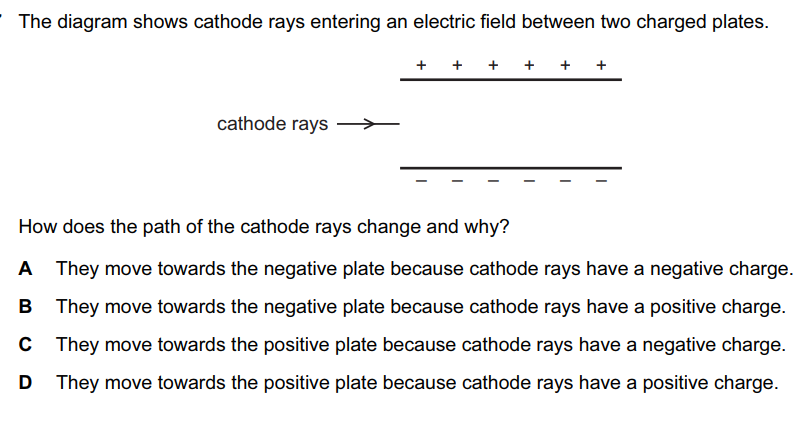 The diagram shows cathode rays entering an electric field between two charged plates.
+ + + + + +
cathode rays
– – – – – –
How does the path of the cathode rays change and why?
A They move towards the negative plate because cathode rays have a negative charge.
B They move towards the negative plate because cathode rays have a positive charge.
C They move towards the positive plate because cathode rays have a negative charge.
D They move towards the positive plate because cathode rays have a positive charge.